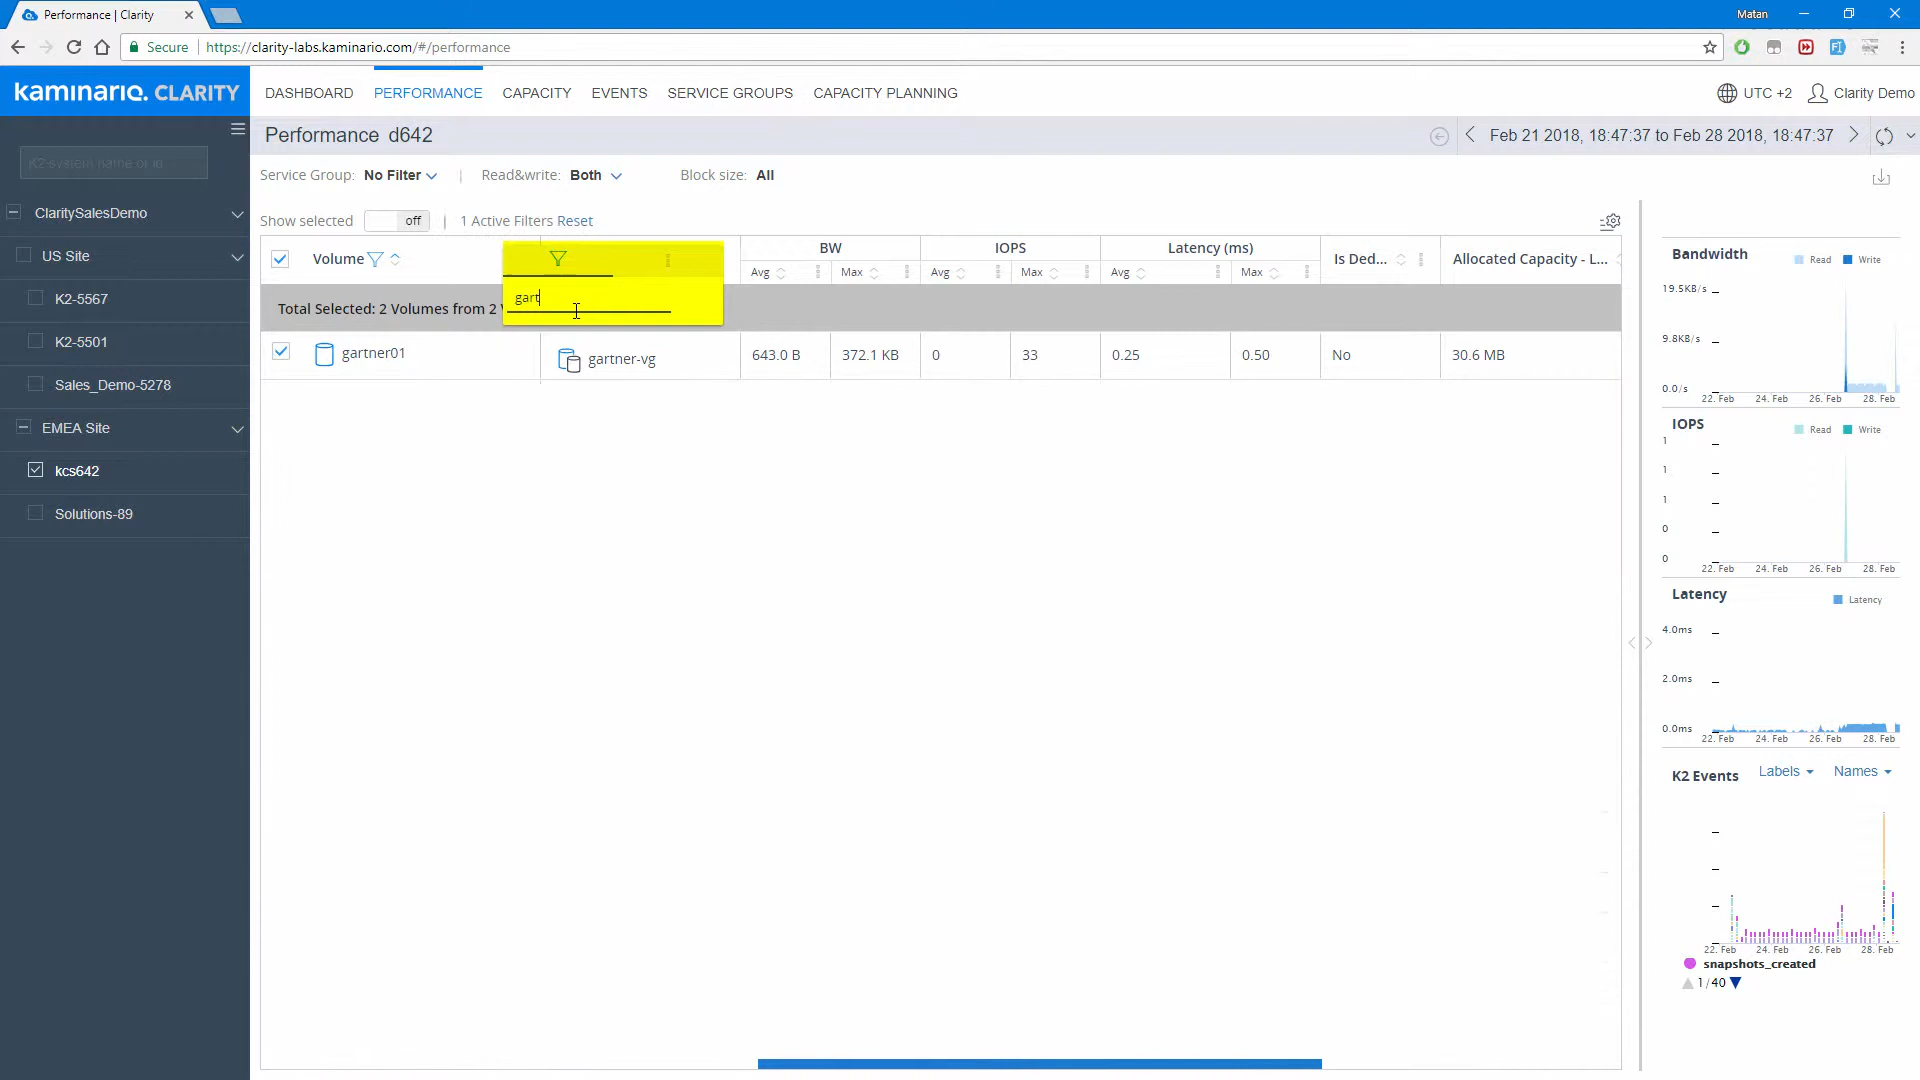 Performance | Clarity
Matan
Secure
https://clarity-labs.kaminario.com/#/performance
kaminario. CLARITY
DASHBOARD PERFORMANCE CAPACITY EVENTS SERVICE GROUPS CAPACITY PLANNING
UTC +2 Clarity Demo
Performance d642
Feb 21 2018, 18:47:37 to Feb 28 2018, 18:47:37
K2-system name or id
Service Group: No Filter | Read&write: Both Block size: All
Show selected off | 1 Active Filters Reset
ClaritySalesDemo
US Site
K2-5567
K2-5501
Sales_Demo-5278
EMEA Site
kcs642
Solutions-89
Volume
BW IOPS Latency (ms)
Avg Max Avg Max Avg Max
Is Ded... Allocated Capacity - L...
gart
Total Selected: 2 Volumes from 2
gartner01 gartner-vg 643.0 B 372.1 KB 0 33 0.25 0.50 No 30.6 MB
Bandwidth
Read Write
19.5KB/s
9.8KB/s
0.0/s
22. Feb 24. Feb 26. Feb 28. Feb
IOPS
Read Write
1
1
1
0
0
22. Feb 24. Feb 26. Feb 28. Feb
Latency
Latency
4.0ms
2.0ms
0.0ms
22. Feb 24. Feb 26. Feb 28. Feb
K2 Events Labels Names
22. Feb 24. Feb 26. Feb 28. Feb
snapshots_created
1/40